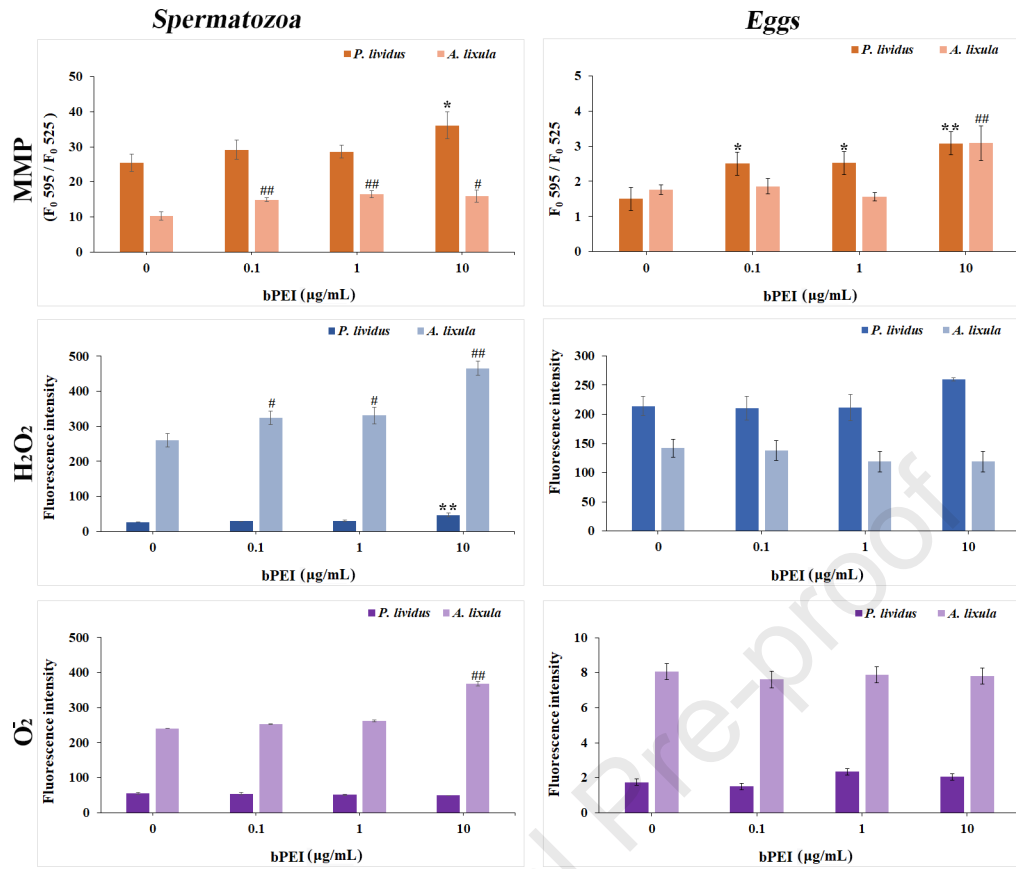 Spermatozoa
Eggs
MMP
H₂O₂
O₂⁻
P. lividus A. lixula
(F₀ 595 / F₀ 525 )
50
40
30
20
10
0
*
## ## #
0 0.1 1 10
bPEI (µg/mL)
P. lividus A. lixula
F₀ 595 / F₀ 525
5
4
3
2
1
0
* * ** ##
0 0.1 1 10
bPEI (µg/mL)
P. lividus A. lixula
Fluorescence intensity
500
400
300
200
100
0
# # ##
**
0 0.1 1 10
bPEI (µg/mL)
P. lividus A. lixula
Fluorescence intensity
300
250
200
150
100
50
0
0 0.1 1 10
bPEI (µg/mL)
P. lividus A. lixula
Fluorescence intensity
500
400
300
200
100
0
##
0 0.1 1 10
bPEI (µg/mL)
P. lividus A. lixula
Fluorescence intensity
10
8
6
4
2
0
0 0.1 1 10
bPEI (µg/mL)
Pre-proof